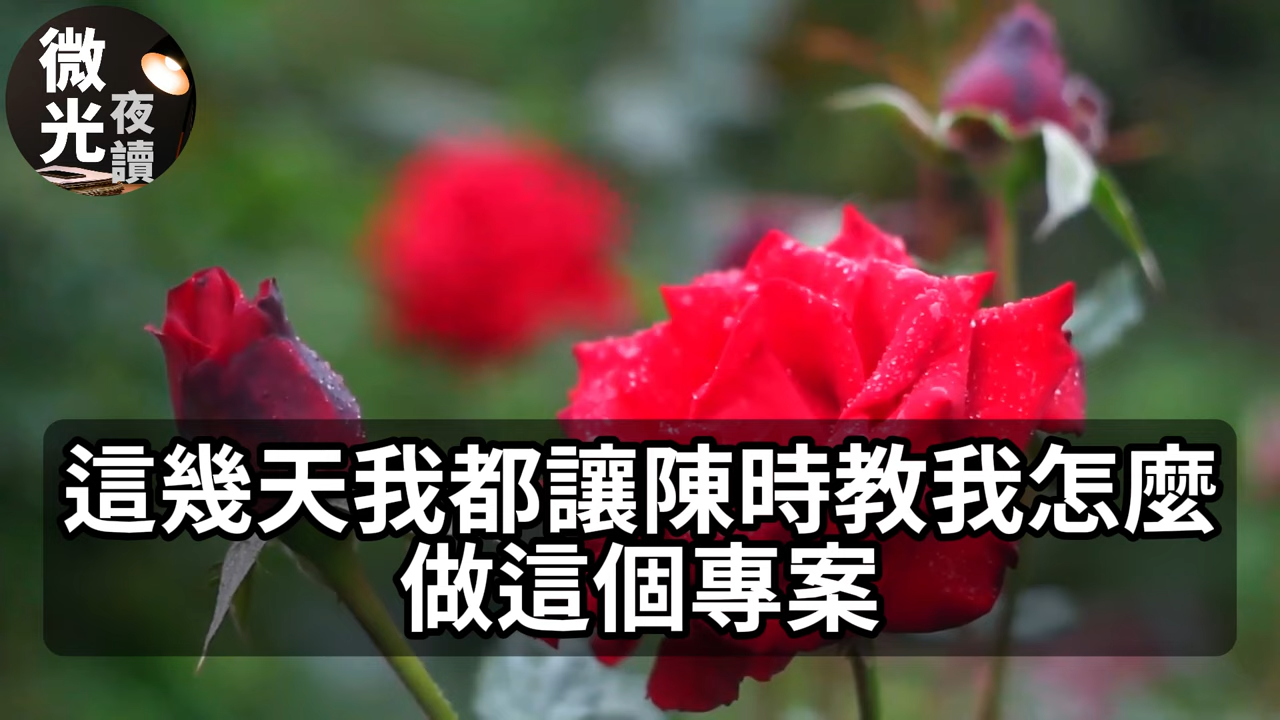 微光
夜讀
這幾天我都讓陳時教我怎麼
做這個專案